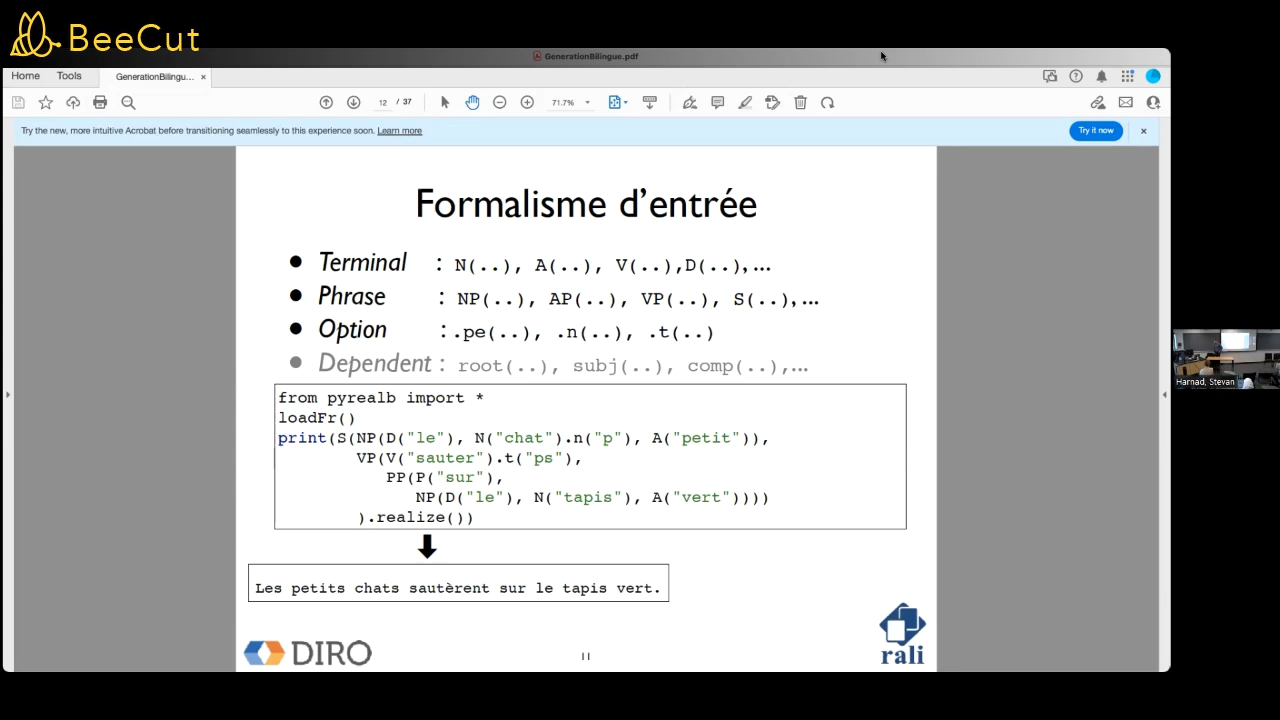 BeeCut
GenerationBilingue.pdf
Home Tools GenerationBilingu... ×
12 / 37 71.7%
Try the new, more intuitive Acrobat before transitioning seamlessly to this experience soon. Learn more Try it now ×
Formalisme d'entrée
• Terminal : N(..), A(..), V(..),D(..),...
• Phrase : NP(..), AP(..), VP(..), S(..),...
• Option :.pe(..), .n(..), .t(..)
• Dependent : root(..), subj(..), comp(..),...
from pyrealb import *
loadFr()
print(S(NP(D("le"), N("chat").n("p"), A("petit")),
VP(V("sauter").t("ps"),
PP(P("sur"),
NP(D("le"), N("tapis"), A("vert"))))
).realize())
Les petits chats sautèrent sur le tapis vert.
DIRO
11
rali
Harnad, Stevan